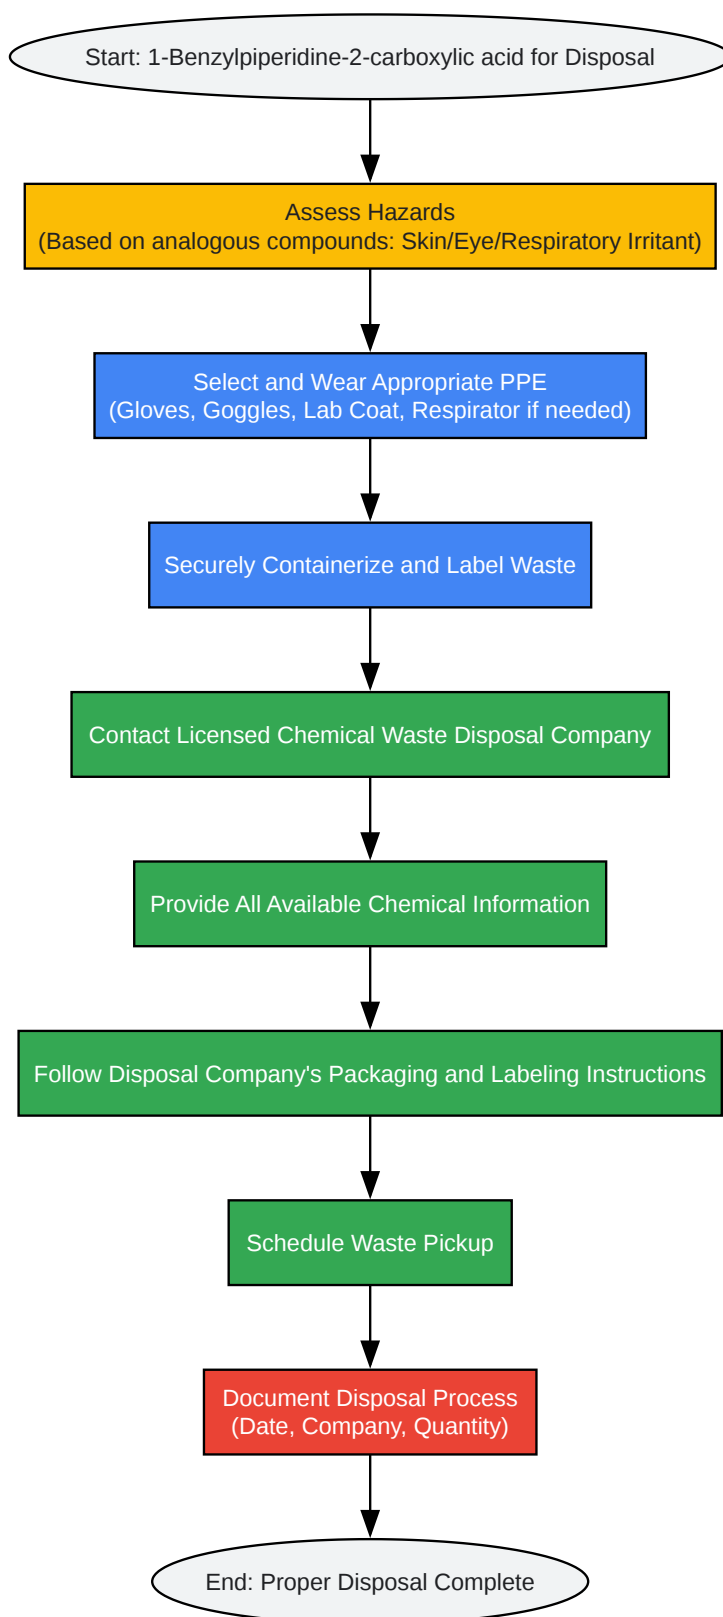 Start: 1-Benzylpiperidine-2-carboxylic acid for Disposal
Assess Hazards
(Based on analogous compounds: Skin/Eye/Respiratory Irritant)
Select and Wear Appropriate PPE
(Gloves, Goggles, Lab Coat, Respirator if needed)
Securely Containerize and Label Waste
Contact Licensed Chemical Waste Disposal Company
Provide All Available Chemical Information
Follow Disposal Company's Packaging and Labeling Instructions
Schedule Waste Pickup
Document Disposal Process
(Date, Company, Quantity)
End: Proper Disposal Complete